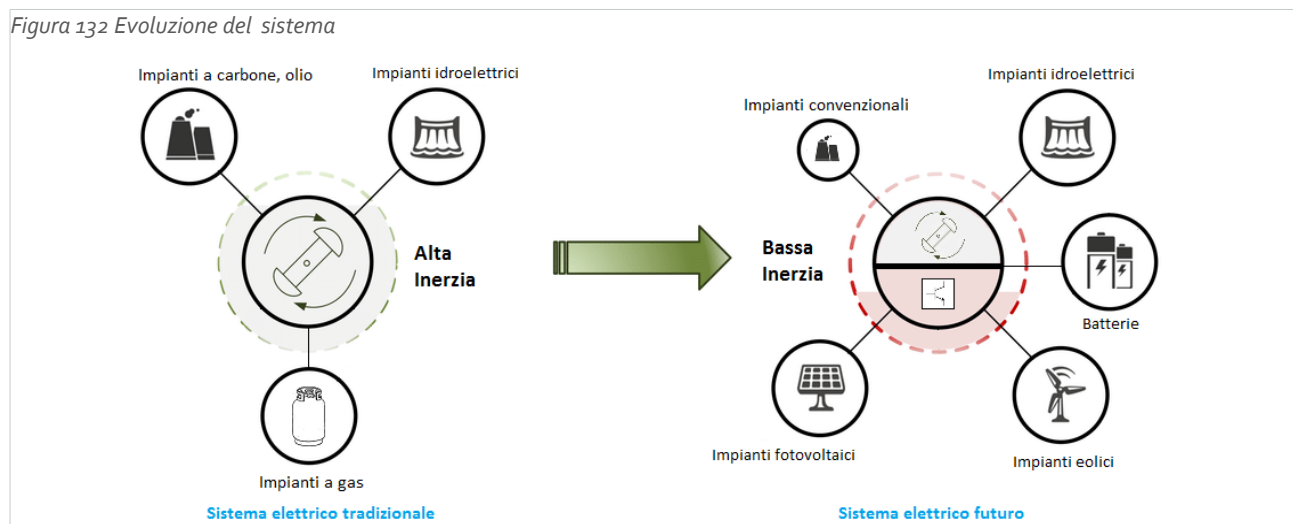 Figura 132 Evoluzione del sistema
Impianti a carbone, olio
Impianti idroelettrici
Alta
Inerzia
Impianti a gas
Sistema elettrico tradizionale
Impianti idroelettrici
Impianti convenzionali
Bassa
Inerzia
Batterie
Impianti fotovoltaici
Impianti eolici
Sistema elettrico futuro